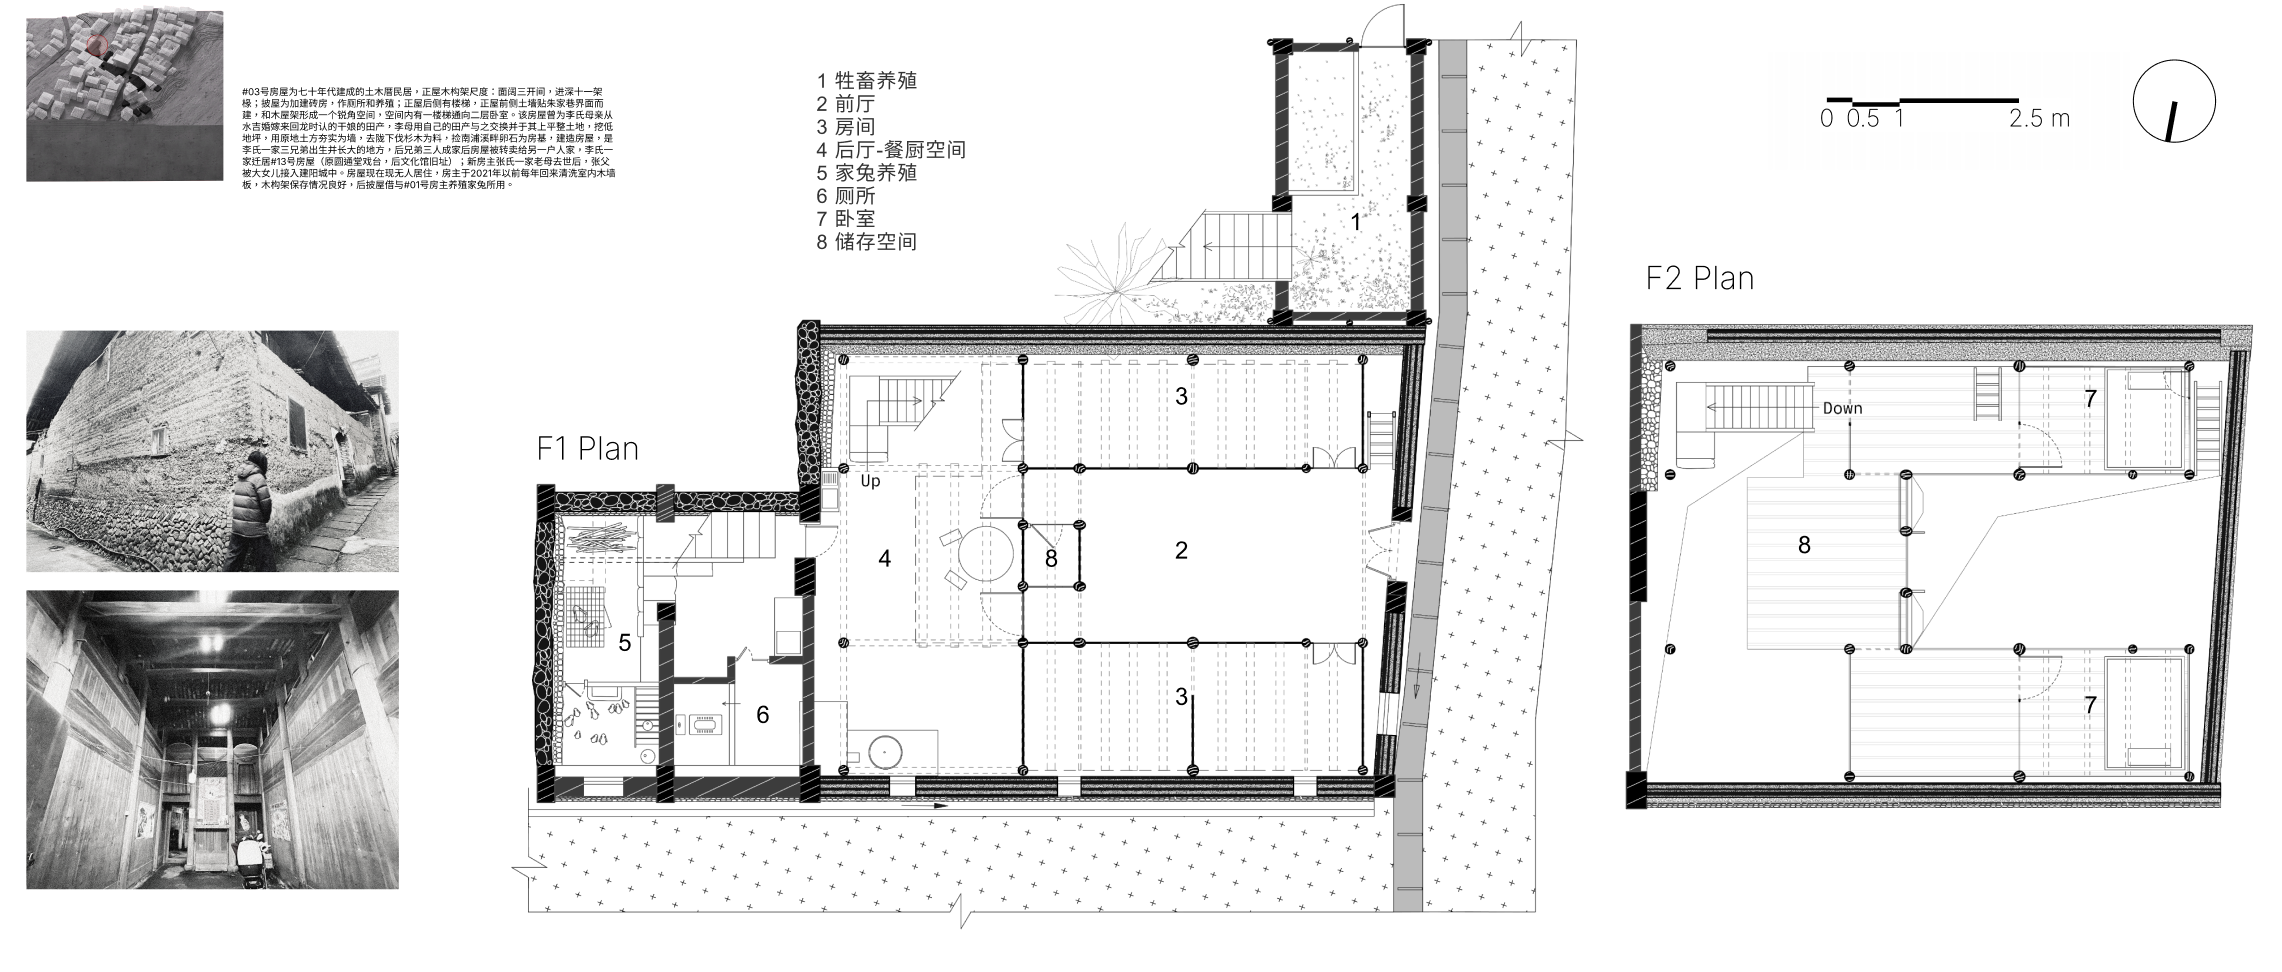 #03号房屋为七十年代建成的土木厝民居，正屋木构架尺度：面阔三开间，进深十一架
椽；披屋为加建砖房，作厕所和养殖；正屋后侧有楼梯，正屋前侧土墙贴朱家巷界面而
建，和木屋架形成一个锐角空间，空间内有一楼梯通向二层卧室。该房屋曾为李氏母亲从
水吉婚嫁来回龙时认的干娘的田产，李母用自己的田产与之交换并于其上平整土地，挖低
地坪，用原地土方夯实为墙，去陇下伐杉木为料，捡南浦溪畔卵石为房基，建造房屋，是
李氏一家三兄弟出生并长大的地方，后兄弟三人成家后房屋被转卖给另一户人家，李氏一
家迁居#13号房屋（原圆通堂戏台，后文化馆旧址）；新房主张氏一家老母去世后，张父
被大女儿接入建阳城中。房屋现在现无人居住，房主于2021年以前每年回来清洗室内木墙
板，木构架保存情况良好，后披屋借与#01号房主养殖家兔所用。
1 牲畜养殖
2 前厅
3 房间
4 后厅-餐厨空间
5 家兔养殖
6 厕所
7 卧室
8 储存空间
0 0.5 1 2.5 m
F1 Plan
1
3
Up
4
8
2
5
3
6
F2 Plan
7
Down
8
7